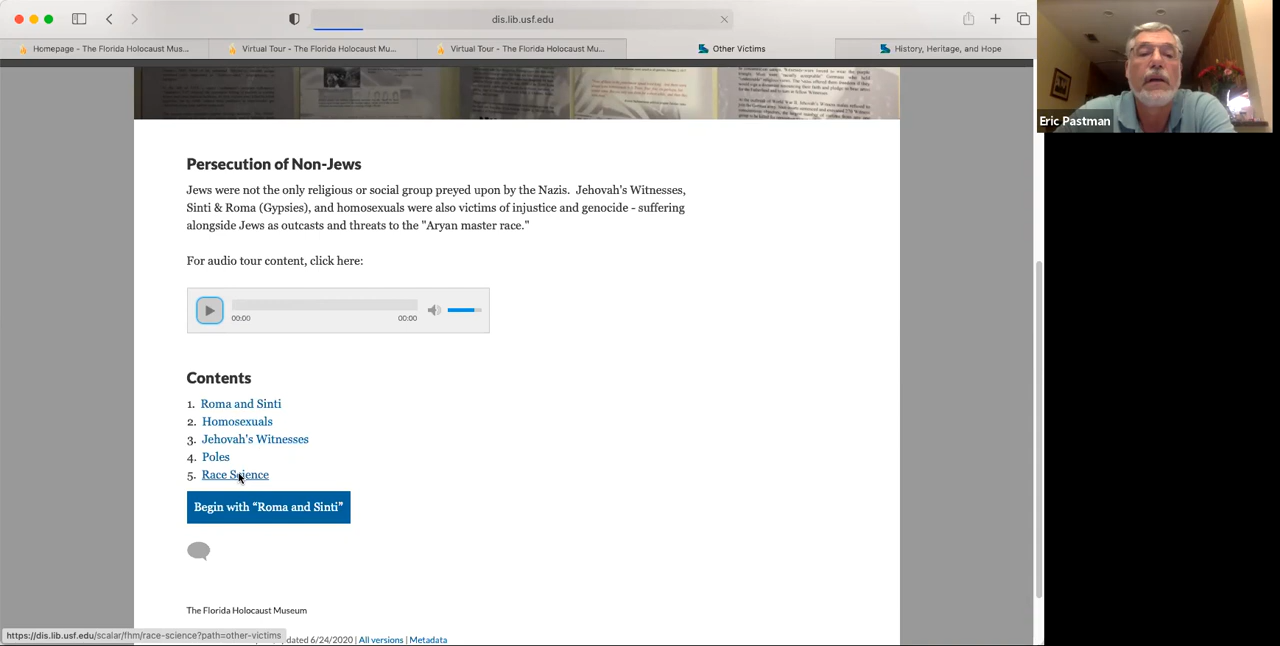 dis.lib.usf.edu
Homepage - The Florida Holocaust Mus...
Virtual Tour - The Florida Holocaust Mu...
Virtual Tour - The Florida Holocaust Mu...
Other Victims
History, Heritage, and Hope
Eric Pastman
Persecution of Non-Jews
Jews were not the only religious or social group preyed upon by the Nazis. Jehovah's Witnesses,
Sinti & Roma (Gypsies), and homosexuals were also victims of injustice and genocide - suffering
alongside Jews as outcasts and threats to the "Aryan master race."
For audio tour content, click here:
00:00
00:00
Contents
1. Roma and Sinti
2. Homosexuals
3. Jehovah's Witnesses
4. Poles
5. Race Science
Begin with “Roma and Sinti”
The Florida Holocaust Museum
https://dis.lib.usf.edu/scalar/fhm/race-science?path=other-victims
dated 6/24/2020 | All versions | Metadata